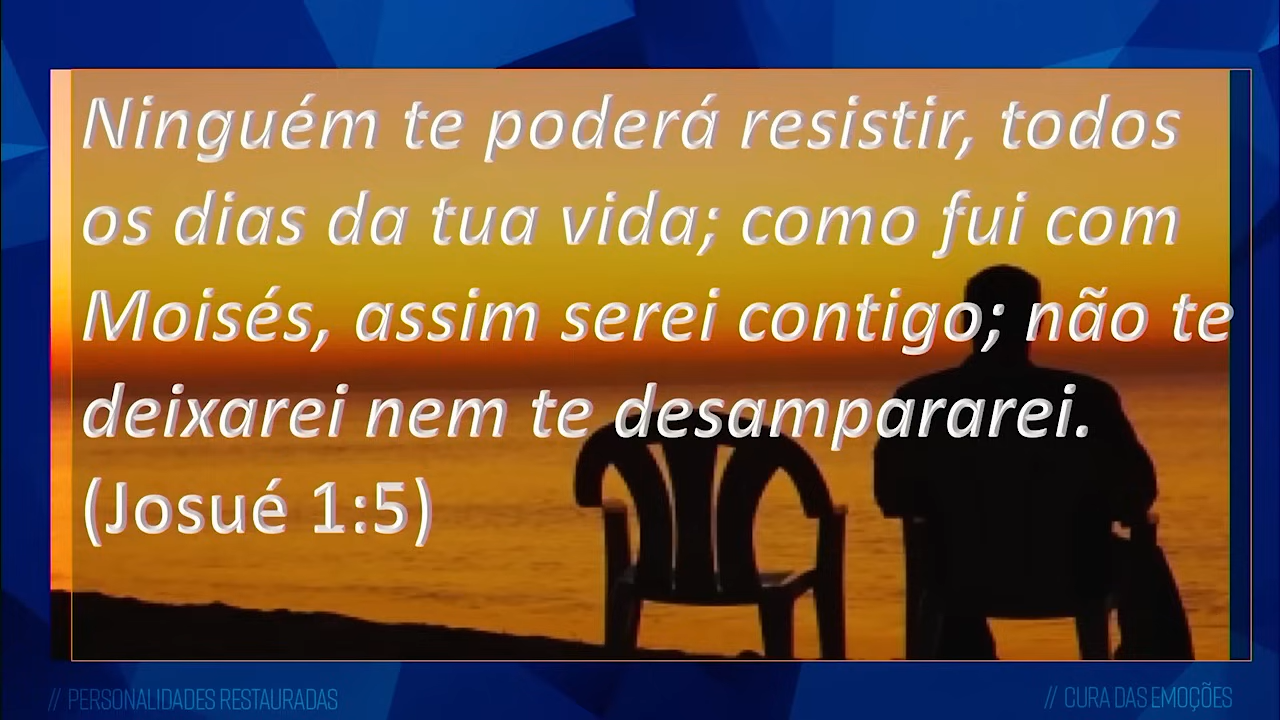 Ninguém te poderá resistir, todos
os dias da tua vida; como fui com
Moisés, assim serei contigo; não te
deixarei nem te desampararei.
(Josué 1:5)
// PERSONALIDADES RESTAURADAS
// CURA DAS EMOÇÕES